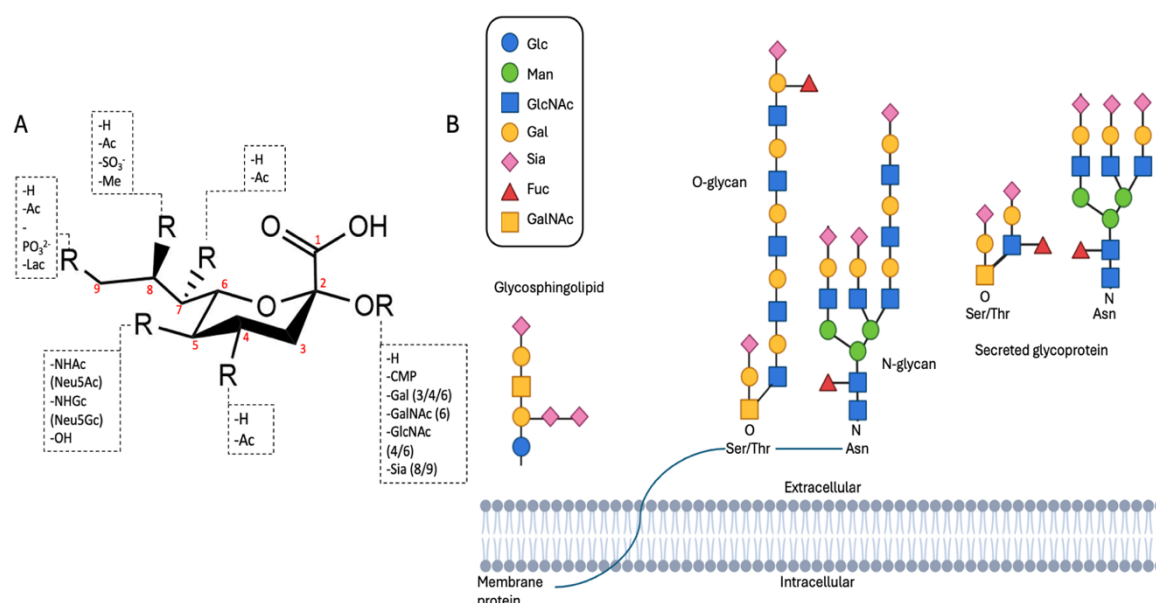 A
-H
-Ac
-SO₃⁻
-Me
-H
-Ac
-H
-Ac
-
PO₃²⁻
-Lac
R
R
R
R
R
O
OH
O
OR
1
2
3
4
5
6
7
8
9
-NHAc
(Neu5Ac)
-NHGc
(Neu5Gc)
-OH
-H
-Ac
-H
-CMP
-Gal (3/4/6)
-GalNAc (6)
-GlcNAc
(4/6)
-Sia (8/9)
B
Glc
Man
GlcNAc
Gal
Sia
Fuc
GalNAc
Glycosphingolipid
O-glycan
O
Ser/Thr
N-glycan
N
Asn
O
Ser/Thr
N
Asn
Secreted glycoprotein
Extracellular
Intracellular
Membrane
protein